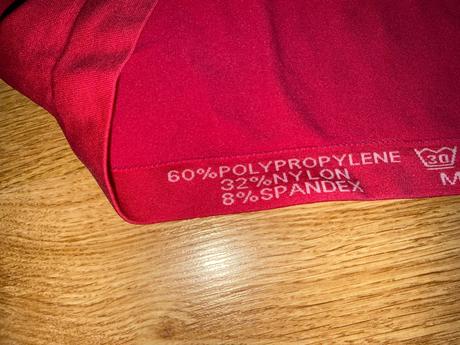 60%POLYPROPYLENE
32%NYLON
8%SPANDEX
30
M